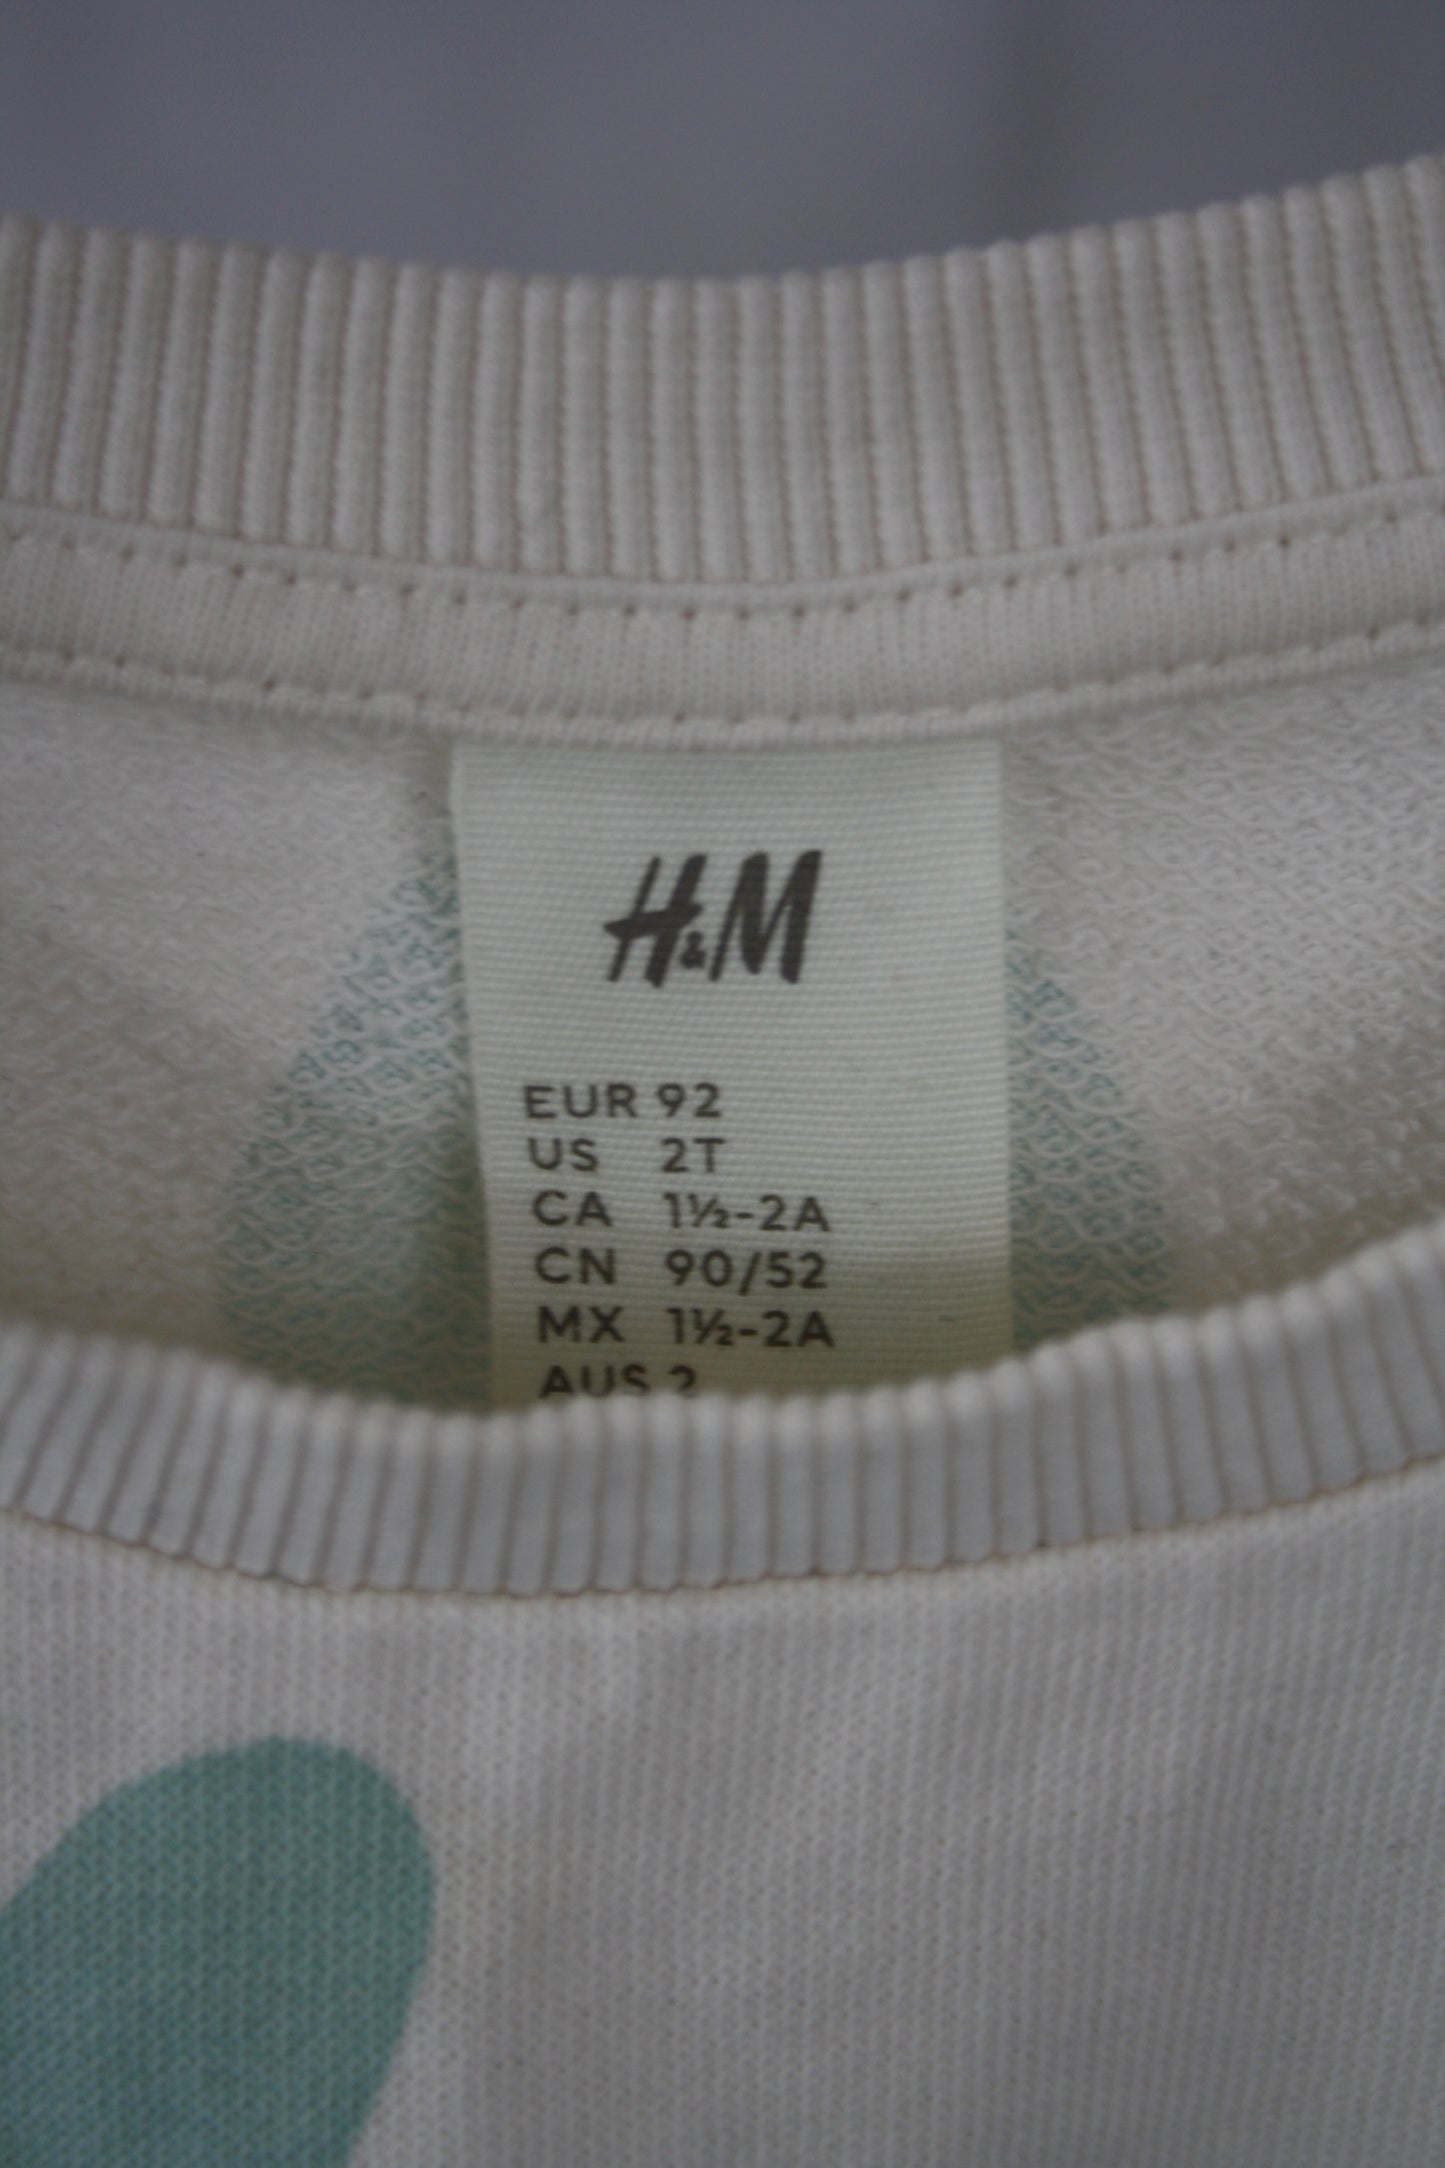 H&M
EUR 92
US 2T
CA 1½-2A
CN 90/52
MX 1½-2A
AUS 2